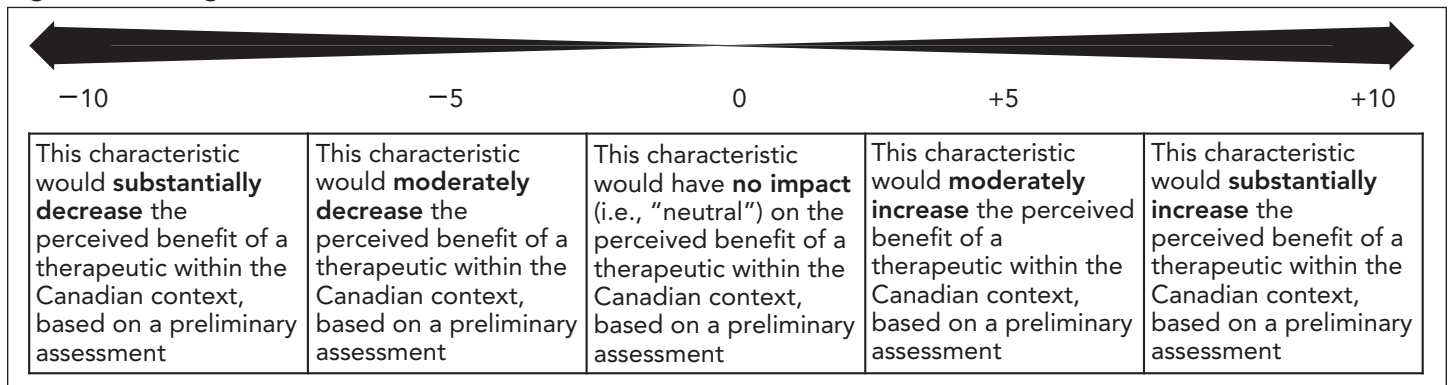 −10 −5 0 +5 +10
This characteristic
would substantially
decrease the
perceived benefit of a
therapeutic within the
Canadian context,
based on a preliminary
assessment
This characteristic
would moderately
decrease the
perceived benefit of a
therapeutic within the
Canadian context,
based on a preliminary
assessment
This characteristic
would have no impact
(i.e., “neutral”) on the
perceived benefit of a
therapeutic within the
Canadian context,
based on a preliminary
assessment
This characteristic
would moderately
increase the perceived
benefit of a
therapeutic within the
Canadian context,
based on a preliminary
assessment
This characteristic
would substantially
increase the
perceived benefit of a
therapeutic within the
Canadian context,
based on a preliminary
assessment